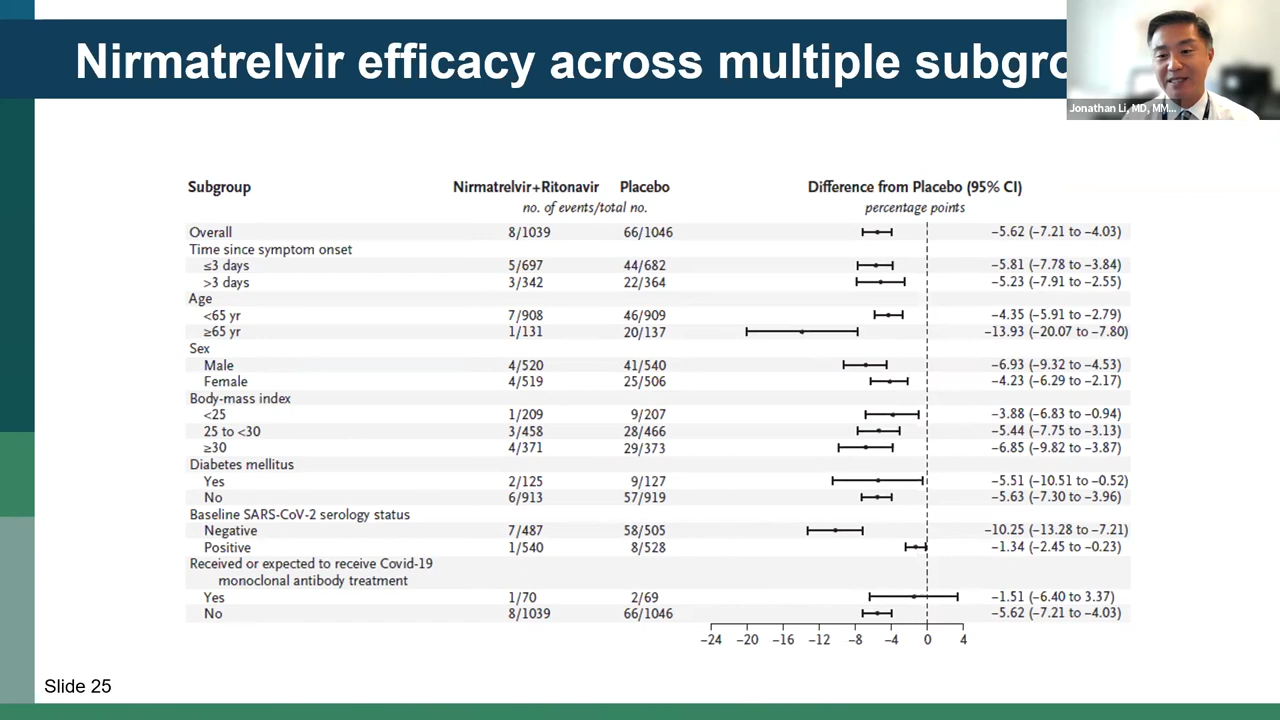 Nirmatrelvir efficacy across multiple subgro
Jonathan Li, MD, MM...
Subgroup Nirmatrelvir+Ritonavir Placebo Difference from Placebo (95% CI)
no. of events/total no. percentage points
Overall 8/1039 66/1046 −5.62 (−7.21 to −4.03)
Time since symptom onset
≤3 days 5/697 44/682 −5.81 (−7.78 to −3.84)
>3 days 3/342 22/364 −5.23 (−7.91 to −2.55)
Age
<65 yr 7/908 46/909 −4.35 (−5.91 to −2.79)
≥65 yr 1/131 20/137 −13.93 (−20.07 to −7.80)
Sex
Male 4/520 41/540 −6.93 (−9.32 to −4.53)
Female 4/519 25/506 −4.23 (−6.29 to −2.17)
Body-mass index
<25 1/209 9/207 −3.88 (−6.83 to −0.94)
25 to <30 3/458 28/466 −5.44 (−7.75 to −3.13)
≥30 4/371 29/373 −6.85 (−9.82 to −3.87)
Diabetes mellitus
Yes 2/125 9/127 −5.51 (−10.51 to −0.52)
No 6/913 57/919 −5.63 (−7.30 to −3.96)
Baseline SARS-CoV-2 serology status
Negative 7/487 58/505 −10.25 (−13.28 to −7.21)
Positive 1/540 8/528 −1.34 (−2.45 to −0.23)
Received or expected to receive Covid-19
monoclonal antibody treatment
Yes 1/70 2/69 −1.51 (−6.40 to 3.37)
No 8/1039 66/1046 −5.62 (−7.21 to −4.03)
−24 −20 −16 −12 −8 −4 0 4
Slide 25